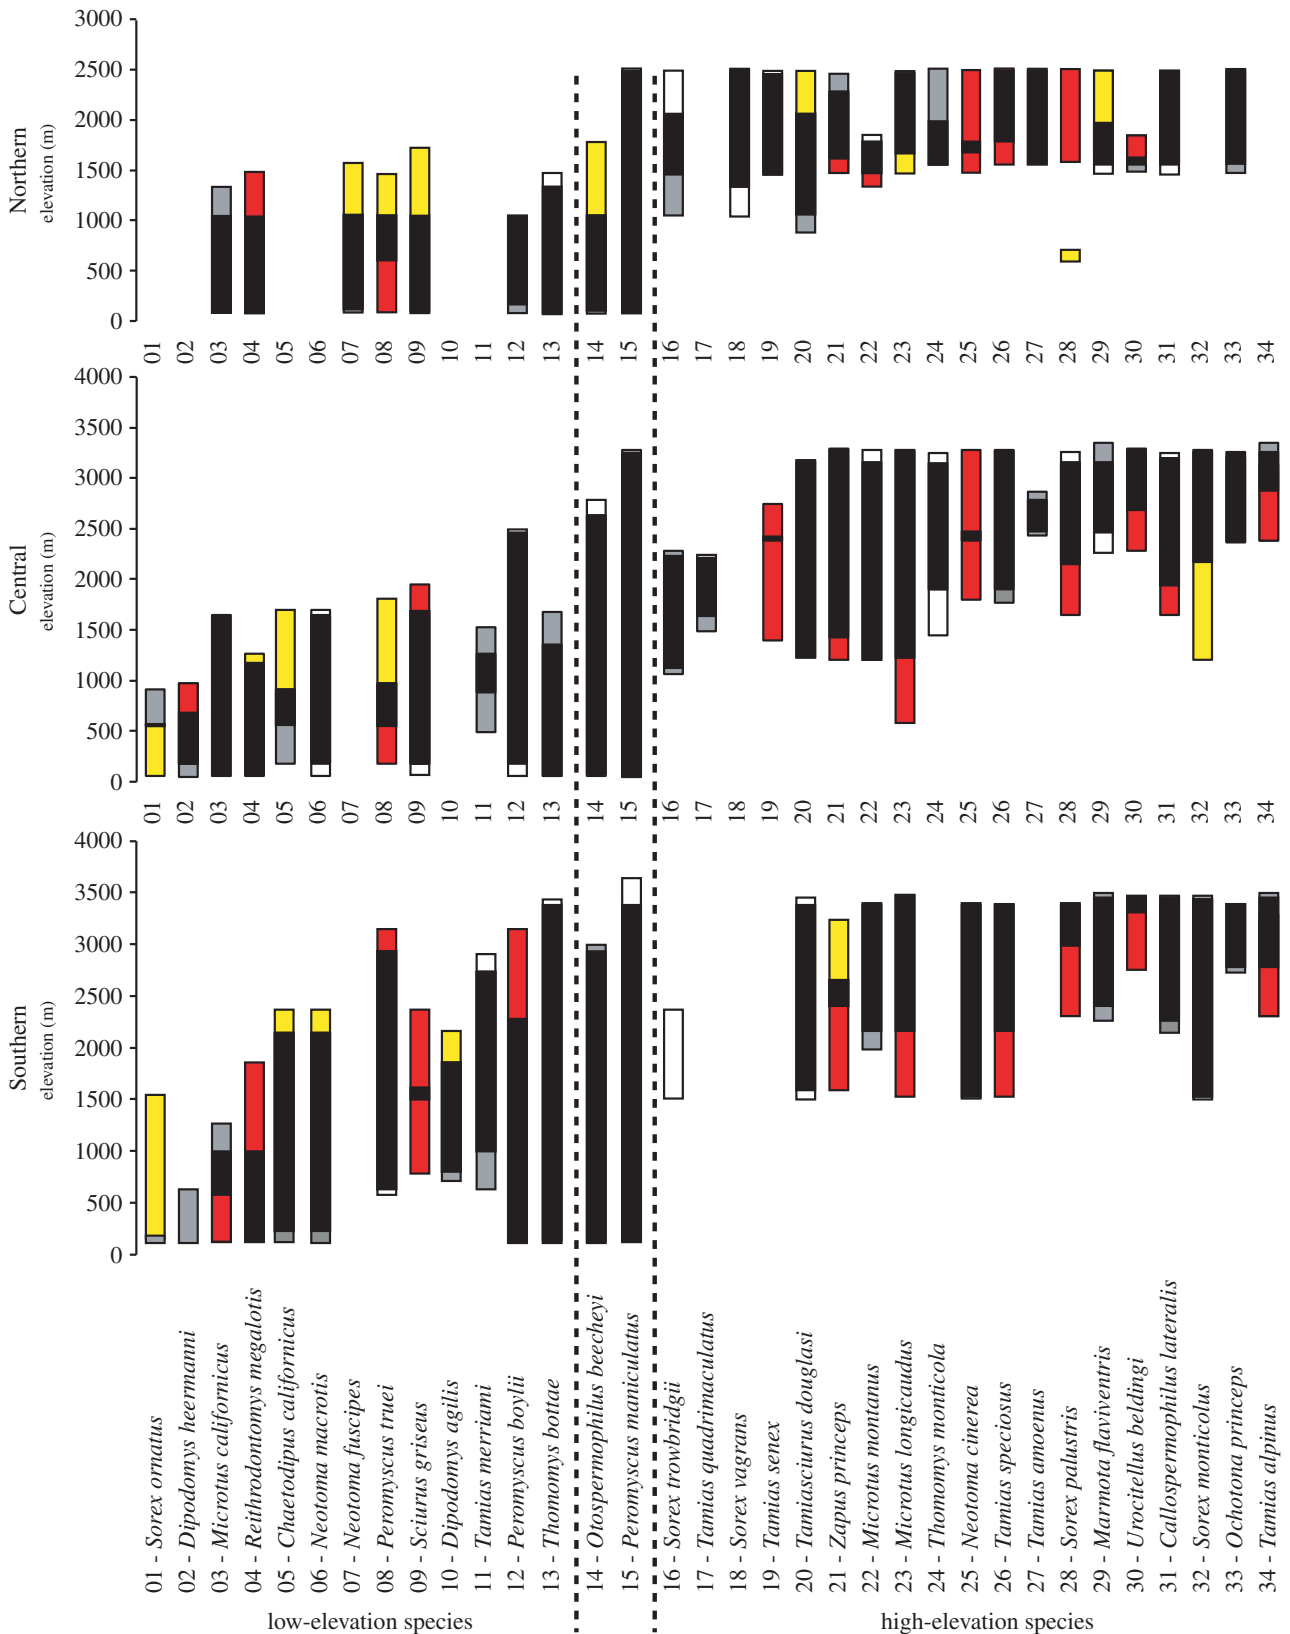 Northern
elevation (m)
3000
2500
2000
1500
1000
500
0
01 02 03 04 05 06 07 08 09 10 11 12 13 14 15 16 17 18 19 20 21 22 23 24 25 26 27 28 29 30 31 32 33 34
Central
elevation (m)
4000
3500
3000
2500
2000
1500
1000
500
0
01 02 03 04 05 06 07 08 09 10 11 12 13 14 15 16 17 18 19 20 21 22 23 24 25 26 27 28 29 30 31 32 33 34
Southern
elevation (m)
4000
3500
3000
2500
2000
1500
1000
500
0
01 - Sorex ornatus
02 - Dipodomys heermanni
03 - Microtus californicus
04 - Reithrodontomys megalotis
05 - Chaetodipus californicus
06 - Neotoma macrotis
07 - Neotoma fuscipes
08 - Peromyscus truei
09 - Sciurus griseus
10 - Dipodomys agilis
11 - Tamias merriami
12 - Peromyscus boylii
13 - Thomomys bottae
14 - Otospermophilus beecheyi
15 - Peromyscus maniculatus
16 - Sorex trowbridgii
17 - Tamias quadrimaculatus
18 - Sorex vagrans
19 - Tamias senex
20 - Tamiasciurus douglasi
21 - Zapus princeps
22 - Microtus montanus
23 - Microtus longicaudus
24 - Thomomys monticola
25 - Neotoma cinerea
26 - Tamias speciosus
27 - Tamias amoenus
28 - Sorex palustris
29 - Marmota flaviventris
30 - Urocitellus beldingi
31 - Callospermophilus lateralis
32 - Sorex monticolus
33 - Ochotona princeps
34 - Tamias alpinus
low-elevation species
high-elevation species